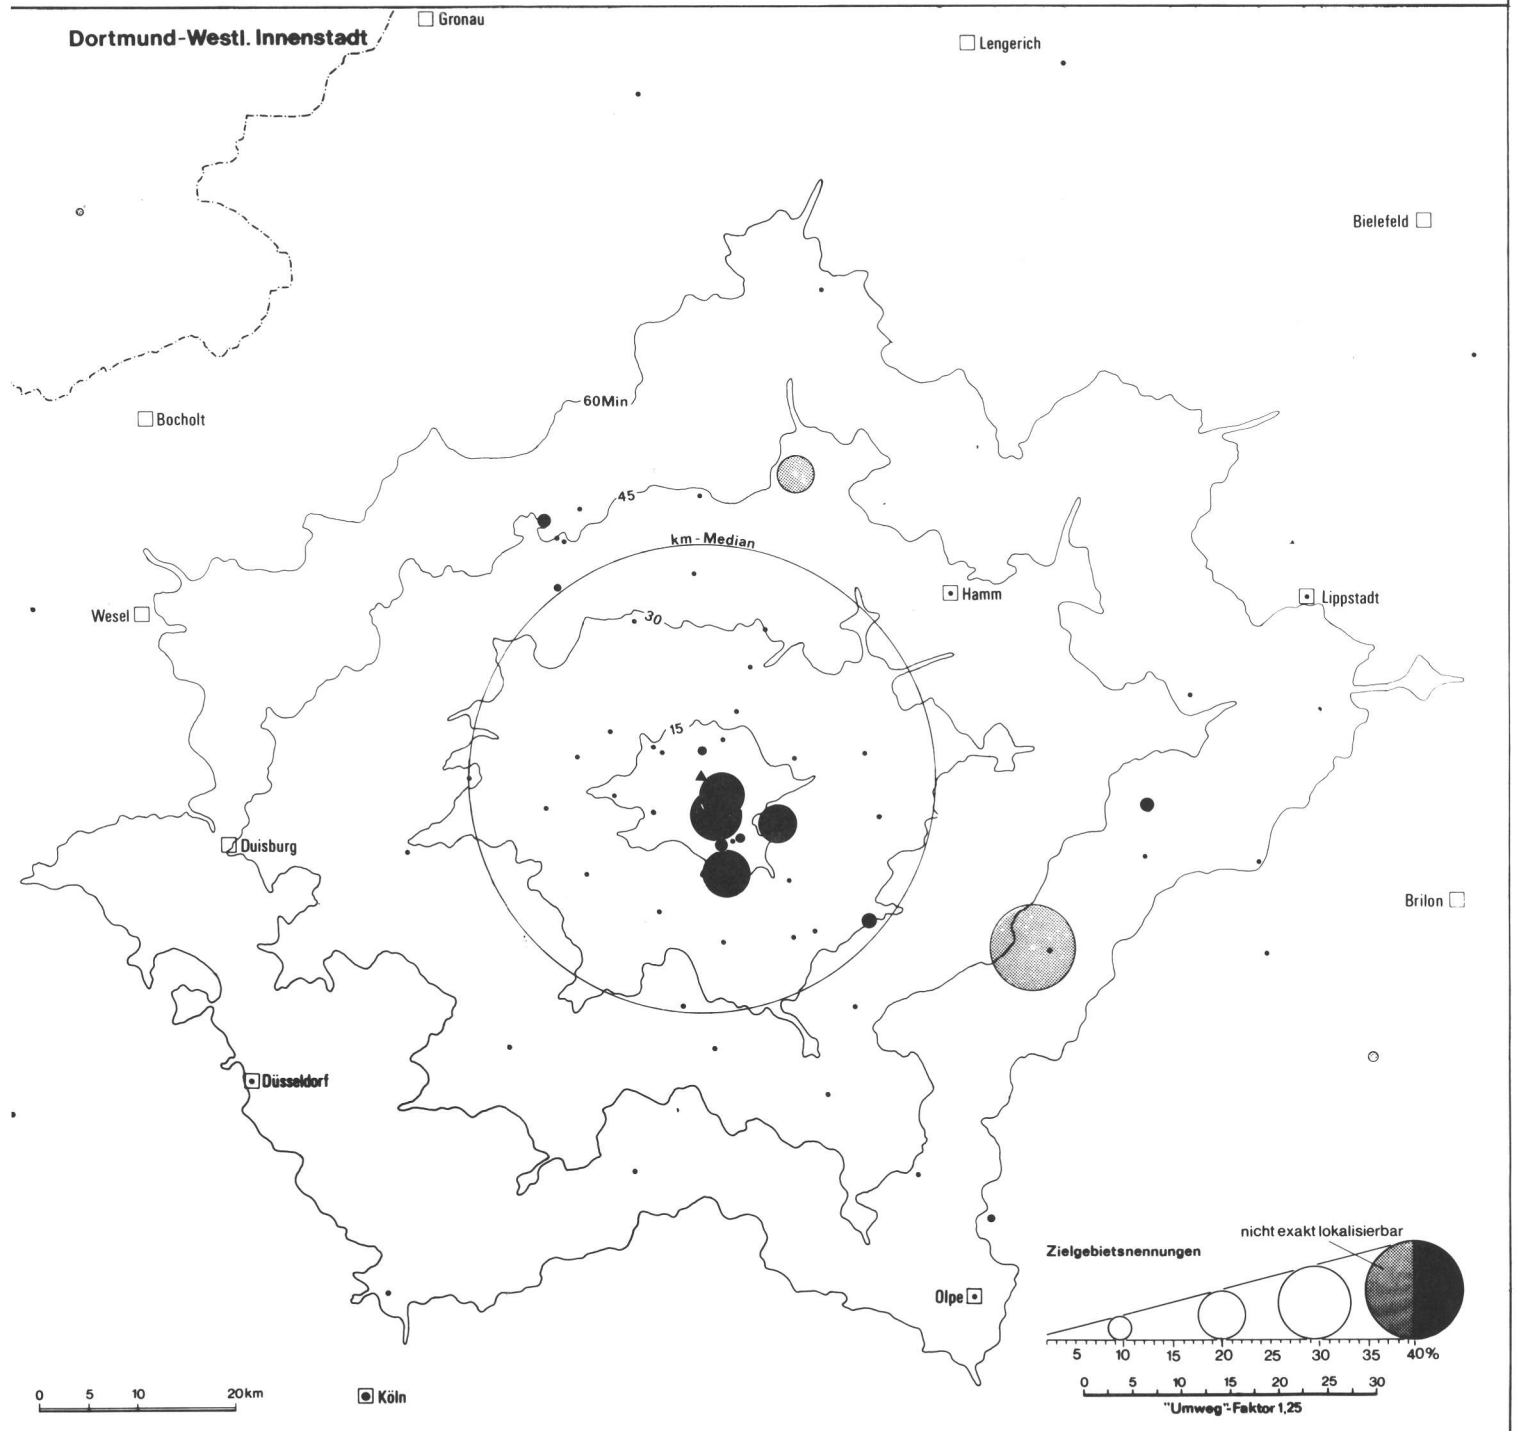 Dortmund-Westl. Innenstadt
Gronau
Lengerich
Bielefeld
60Min
Bocholt
45
km-Median
Hamm
Lippstadt
Wesel
30
15
Duisburg
Brilon
Düsseldorf
nicht exakt lokalisierbar
Zielgebietsnennungen
Olpe
5 10 15 20 25 30 35 40%
0 5 10 15 20 25 30
"Umweg"-Faktor 1,25
0 5 10 20km
Köln